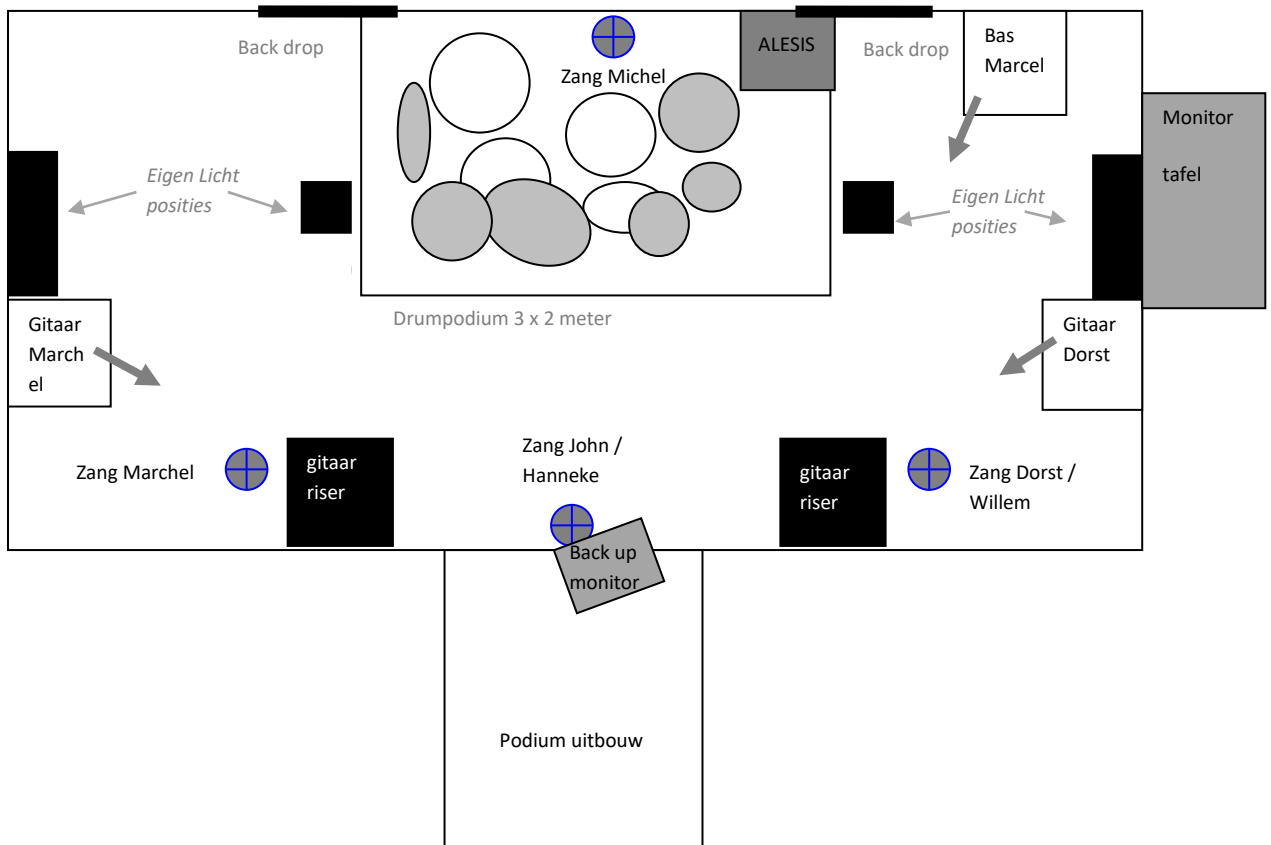 Back drop
Zang Michel
ALESIS
Back drop
Bas
Marcel
Monitor
tafel
Eigen Licht
posities
Eigen Licht
posities
Drumpodium 3 x 2 meter
Gitaar
March
el
Gitaar
Dorst
Zang Marchel
gitaar
riser
Zang John /
Hanneke
gitaar
riser
Zang Dorst /
Willem
Back up
monitor
Podium uitbouw